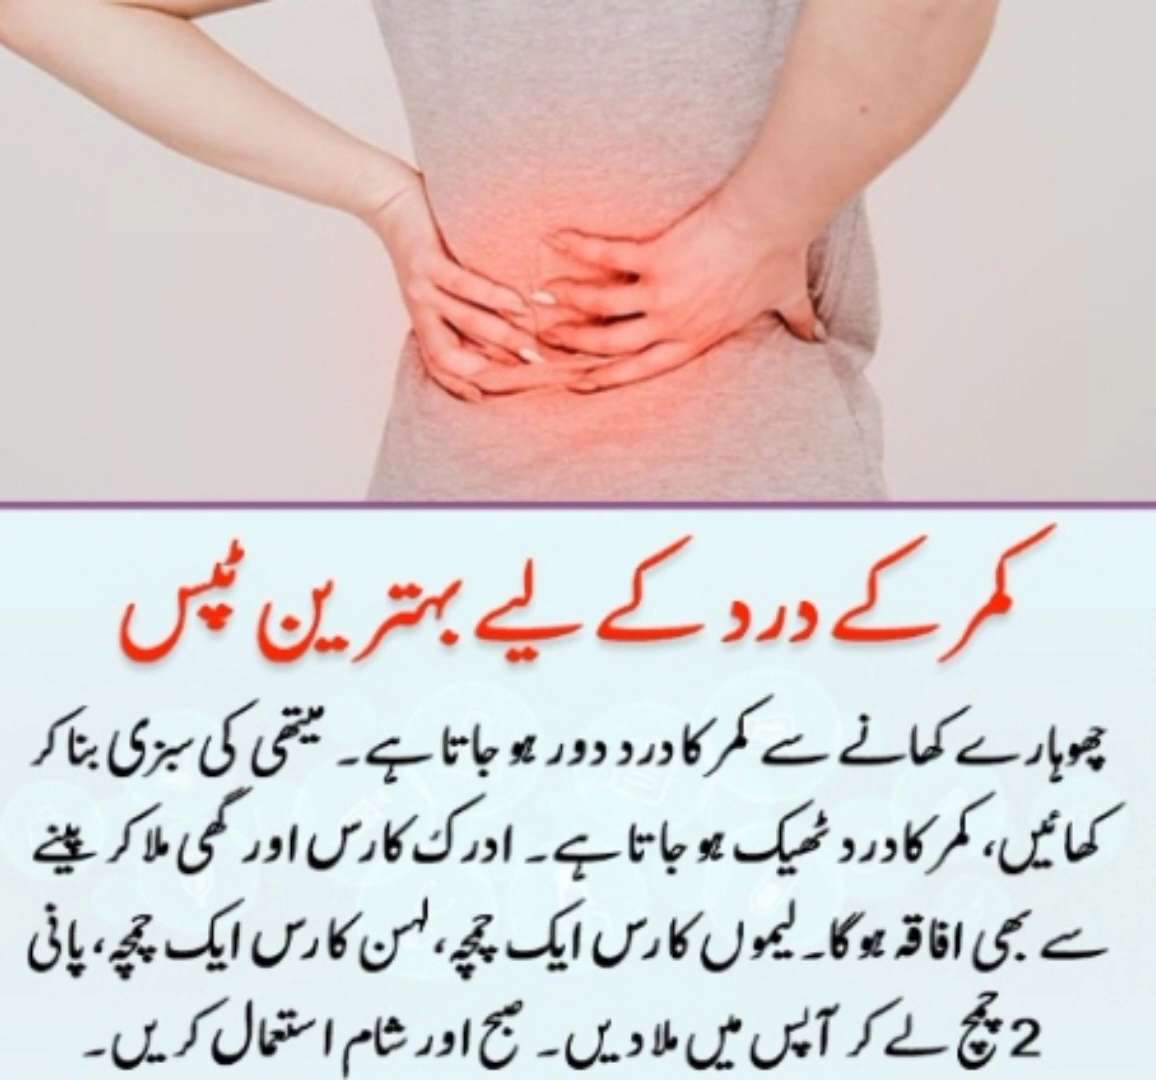 کمر کے درد کے لیے بہترین ٹپس
چھوہارے کھانے سے کمر کا درد دور ہو جاتا ہے۔ میتھی کی سبزی بنا کر
کھائیں، کمر کا درد ٹھیک ہو جاتا ہے۔ ادرک کا رس اور گھی ملا کر پینے
سے بھی افاقہ ہو گا۔ لیموں کا رس ایک چمچہ، لہسن کا رس ایک چمچہ، پانی
2 چمچ لے کر آپس میں ملا دیں۔ صبح اور شام استعمال کریں۔